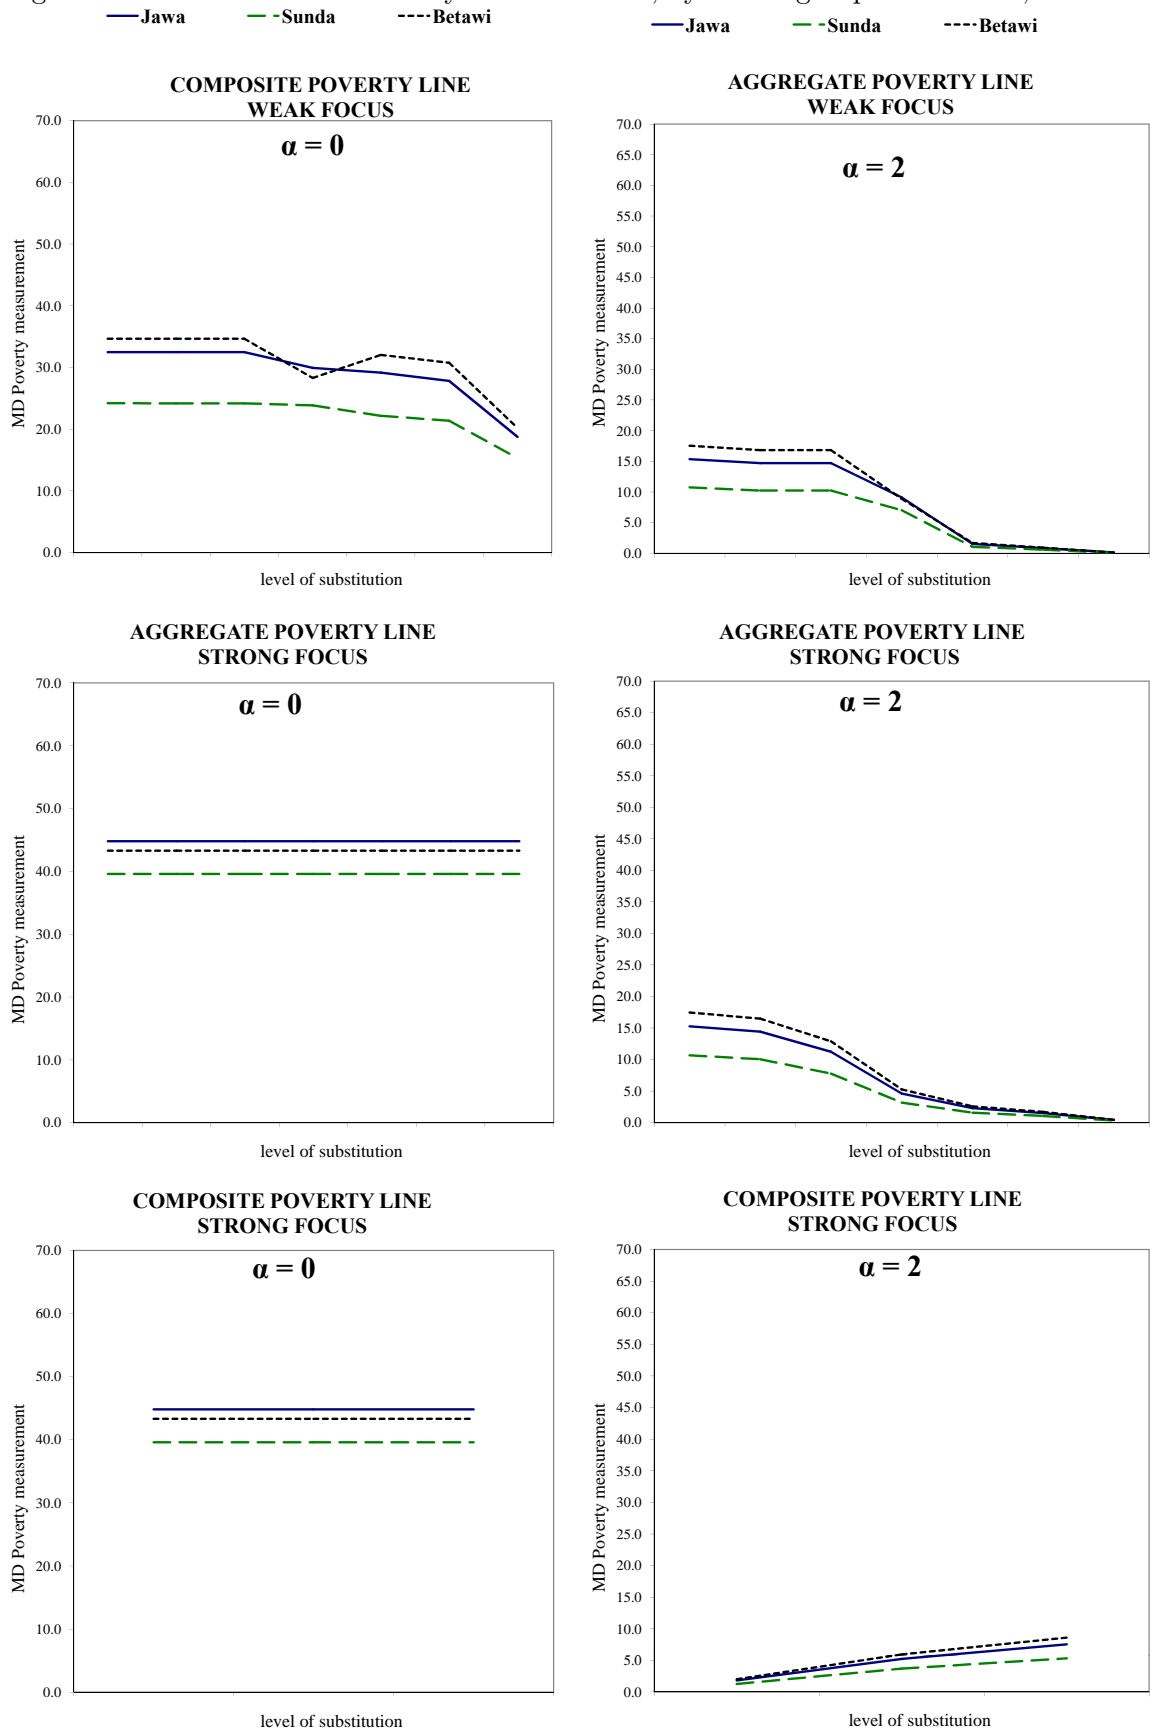 Jawa Sunda Betawi
Jawa Sunda Betawi
COMPOSITE POVERTY LINE
WEAK FOCUS
α = 0
70.0
60.0
50.0
40.0
30.0
20.0
10.0
0.0
MD Poverty measurement
level of substitution
AGGREGATE POVERTY LINE
WEAK FOCUS
α = 2
70.0
65.0
60.0
55.0
50.0
45.0
40.0
35.0
30.0
25.0
20.0
15.0
10.0
5.0
0.0
MD Poverty measurement
level of substitution
AGGREGATE POVERTY LINE
STRONG FOCUS
α = 0
70.0
60.0
50.0
40.0
30.0
20.0
10.0
0.0
MD Poverty measurement
level of substitution
AGGREGATE POVERTY LINE
STRONG FOCUS
α = 2
70.0
65.0
60.0
55.0
50.0
45.0
40.0
35.0
30.0
25.0
20.0
15.0
10.0
5.0
0.0
MD Poverty measurement
level of substitution
COMPOSITE POVERTY LINE
STRONG FOCUS
α = 0
70.0
60.0
50.0
40.0
30.0
20.0
10.0
0.0
MD Poverty measurement
level of substitution
COMPOSITE POVERTY LINE
STRONG FOCUS
α = 2
70.0
65.0
60.0
55.0
50.0
45.0
40.0
35.0
30.0
25.0
20.0
15.0
10.0
5.0
0.0
MD Poverty measurement
level of substitution